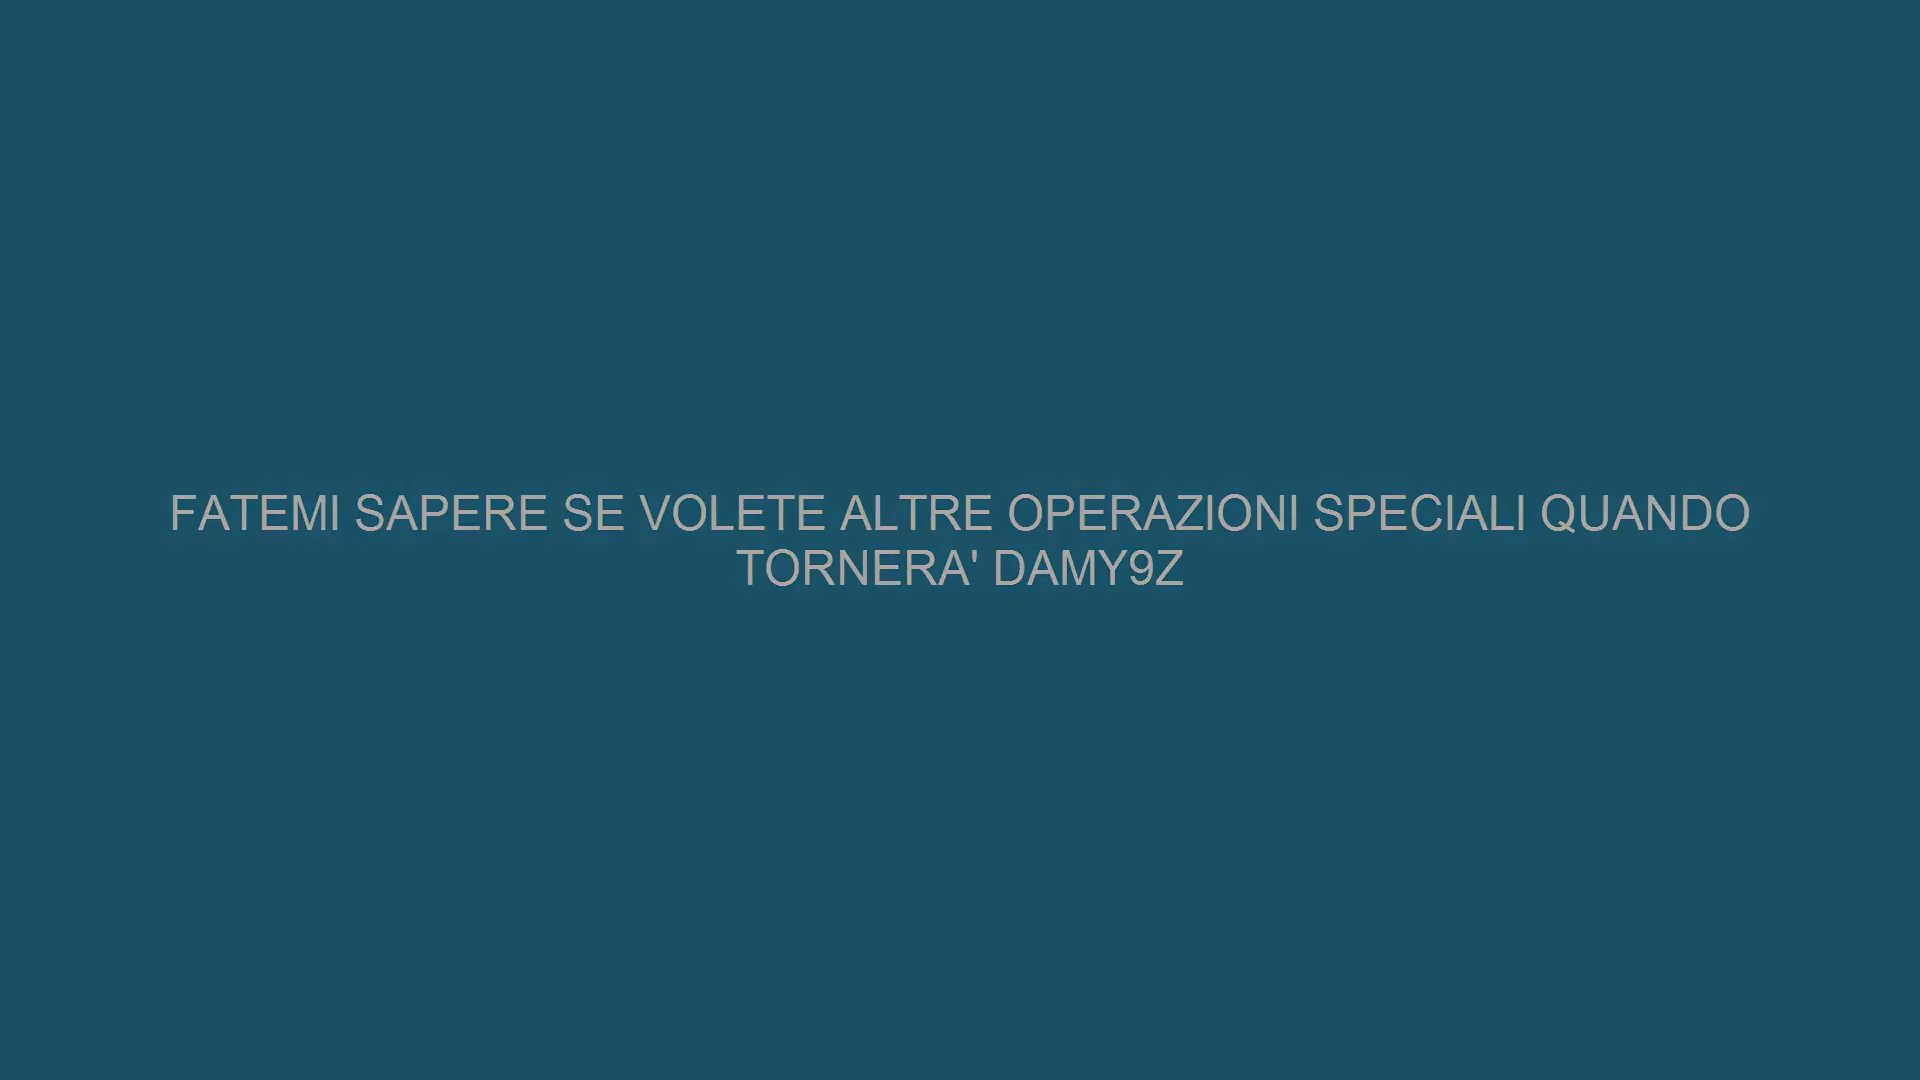 FATEMI SAPERE SE VOLETE ALTRE OPERAZIONI SPECIALI QUANDO
TORNERA' DAMY9Z